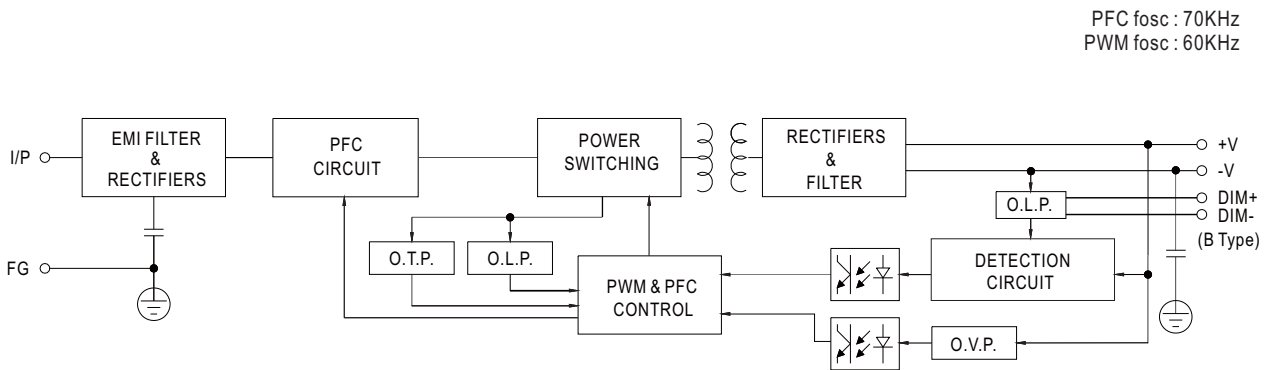 PFC fosc : 70KHz
PWM fosc : 60KHz
I/P
EMI FILTER
&
RECTIFIERS
PFC
CIRCUIT
POWER
SWITCHING
RECTIFIERS
&
FILTER
+V
-V
DIM+
DIM-
(B Type)
O.L.P.
FG
O.T.P.
O.L.P.
PWM & PFC
CONTROL
DETECTION
CIRCUIT
O.V.P.